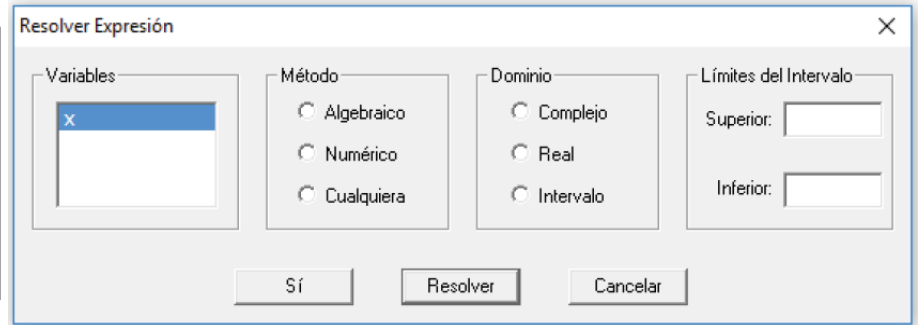 Resolver Expresión
Variables
x
Método
Algebraico
Numérico
Cualquiera
Dominio
Complejo
Real
Intervalo
Límites del Intervalo
Superior:
Inferior:
Sí Resolver Cancelar